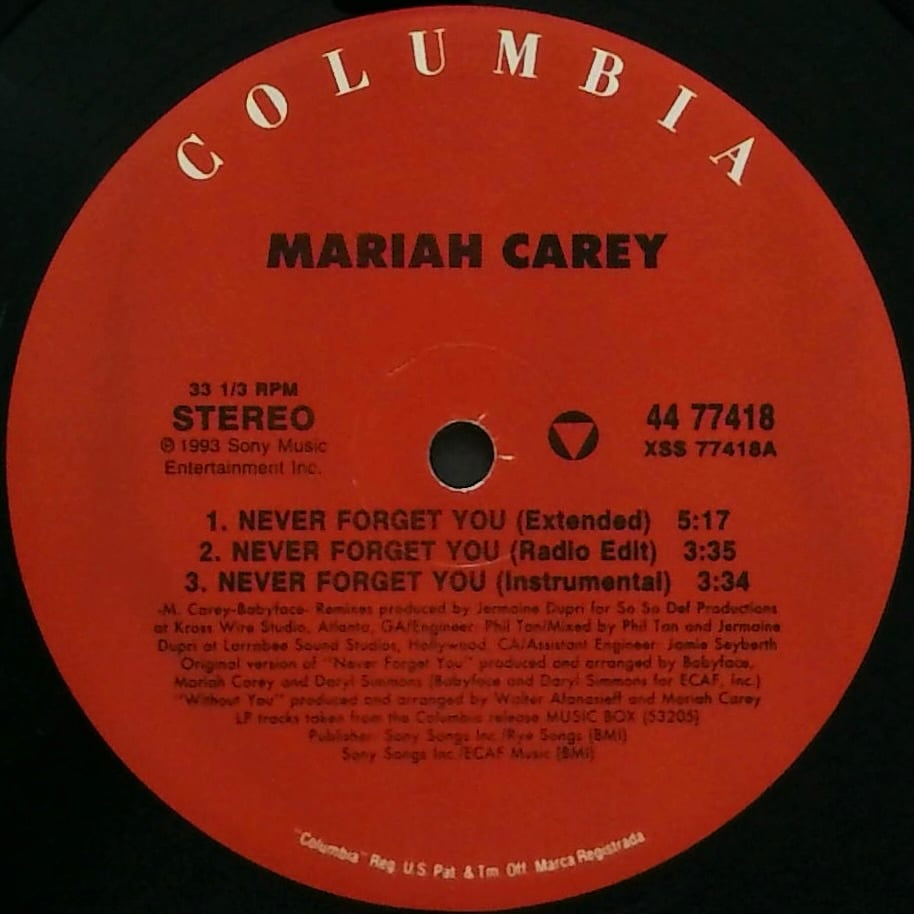 COLUMBIA
MARIAH CAREY
33 1/3 RPM
STEREO
℗ 1993 Sony Music
Entertainment Inc.
44 77418
XSS 77418A
1. NEVER FORGET YOU (Extended) 5:17
2. NEVER FORGET YOU (Radio Edit) 3:35
3. NEVER FORGET YOU (Instrumental) 3:34
-M. Carey-Babyface- Remixes produced by Jermaine Dupri for So So Def Productions
at Kross Wire Studio, Atlanta, GA/Engineer: Phil Tan/Mixed by Phil Tan and Jermaine
Dupri at Larrabee Sound Studios, Hollywood, CA/Assistant Engineer: Jamie Seyberth
Original version of "Never Forget You" produced and arranged by Babyface,
Mariah Carey and Daryl Simmons (Babyface and Daryl Simmons for ECAF, Inc.)
"Without You" produced and arranged by Walter Afanasieff and Mariah Carey
LP tracks taken from the Columbia release MUSIC BOX (53205)
Publisher: Sony Songs Inc./Rye Songs (BMI)
Sony Songs Inc./ECAF Music (BMI)
"Columbia" Reg. U.S. Pat. & Tm. Off. Marca Registrada